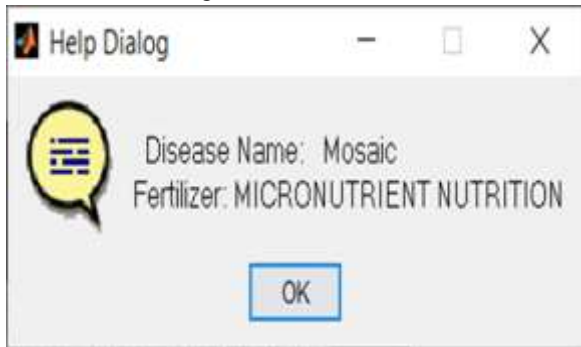 Help Dialog
Disease Name: Mosaic
Fertilizer: MICRONUTRIENT NUTRITION
OK